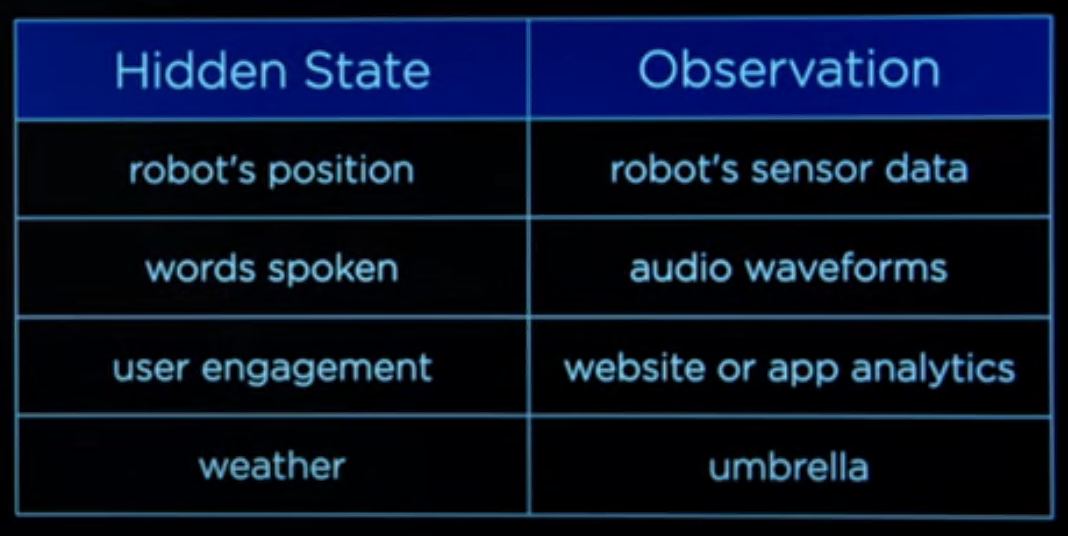 Hidden State Observation
robot's position robot's sensor data
words spoken audio waveforms
user engagement website or app analytics
weather umbrella